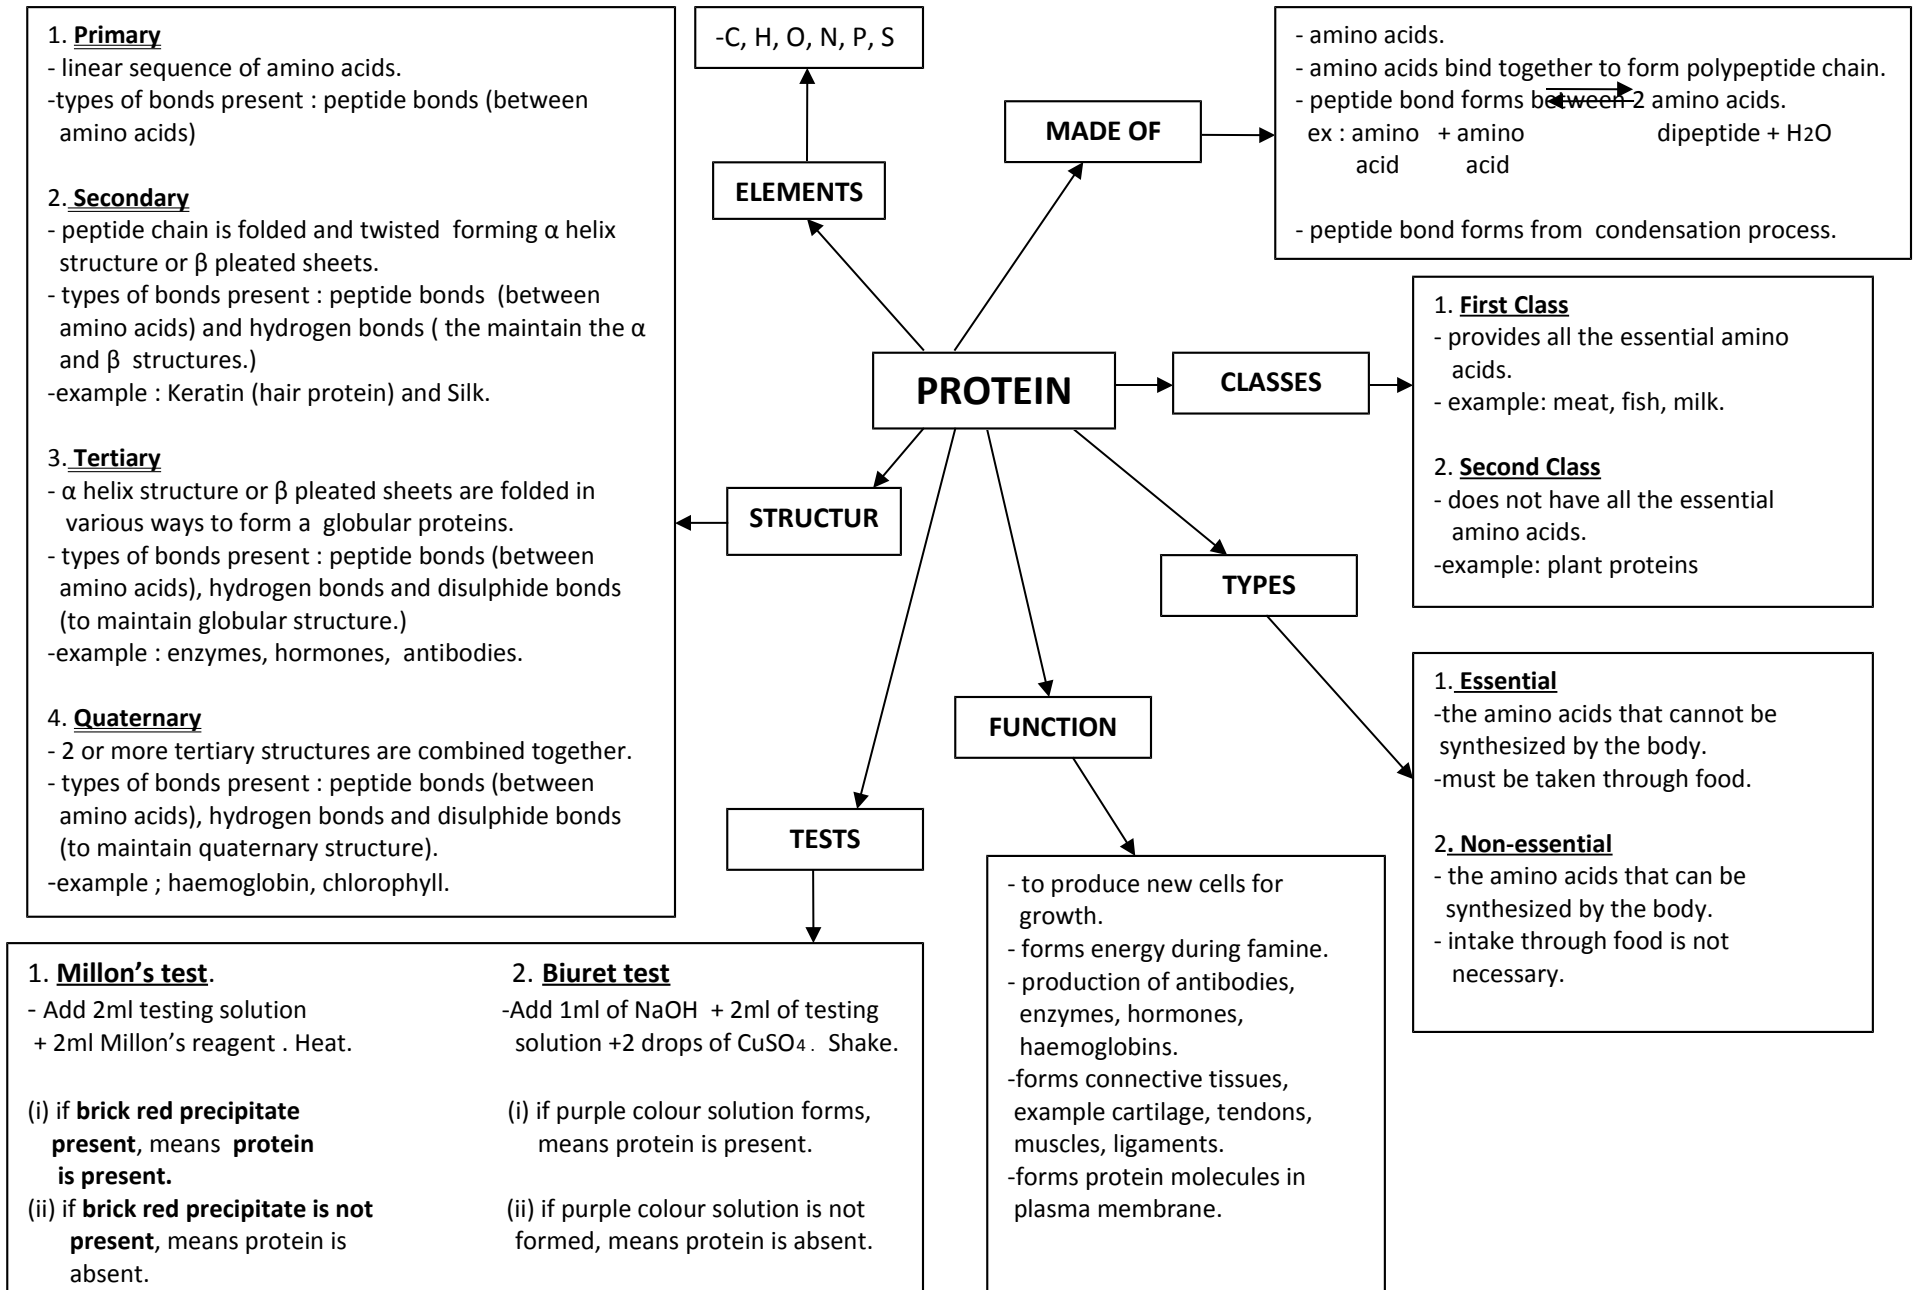 1. Primary
- linear sequence of amino acids.
-types of bonds present : peptide bonds (between
amino acids)
2. Secondary
- peptide chain is folded and twisted forming α helix
structure or β pleated sheets.
- types of bonds present : peptide bonds (between
amino acids) and hydrogen bonds ( the maintain the α
and β structures.)
-example : Keratin (hair protein) and Silk.
3. Tertiary
- α helix structure or β pleated sheets are folded in
various ways to form a globular proteins.
- types of bonds present : peptide bonds (between
amino acids), hydrogen bonds and disulphide bonds
(to maintain globular structure.)
-example : enzymes, hormones, antibodies.
4. Quaternary
- 2 or more tertiary structures are combined together.
- types of bonds present : peptide bonds (between
amino acids), hydrogen bonds and disulphide bonds
(to maintain quaternary structure).
-example ; haemoglobin, chlorophyll.
-C, H, O, N, P, S
ELEMENTS
MADE OF
- amino acids.
- amino acids bind together to form polypeptide chain.
- peptide bond forms between 2 amino acids.
ex : amino + amino dipeptide + H2O
acid acid
- peptide bond forms from condensation process.
PROTEIN
CLASSES
1. First Class
- provides all the essential amino
acids.
- example: meat, fish, milk.
2. Second Class
- does not have all the essential
amino acids.
-example: plant proteins
STRUCTUR
TYPES
1. Essential
-the amino acids that cannot be
synthesized by the body.
-must be taken through food.
2. Non-essential
- the amino acids that can be
synthesized by the body.
- intake through food is not
necessary.
FUNCTION
- to produce new cells for
growth.
- forms energy during famine.
- production of antibodies,
enzymes, hormones,
haemoglobins.
-forms connective tissues,
example cartilage, tendons,
muscles, ligaments.
-forms protein molecules in
plasma membrane.
TESTS
1. Millon’s test.
- Add 2ml testing solution
+ 2ml Millon’s reagent . Heat.
(i) if brick red precipitate
present, means protein
is present.
(ii) if brick red precipitate is not
present, means protein is
absent.
2. Biuret test
-Add 1ml of NaOH + 2ml of testing
solution +2 drops of CuSO4 . Shake.
(i) if purple colour solution forms,
means protein is present.
(ii) if purple colour solution is not
formed, means protein is absent.